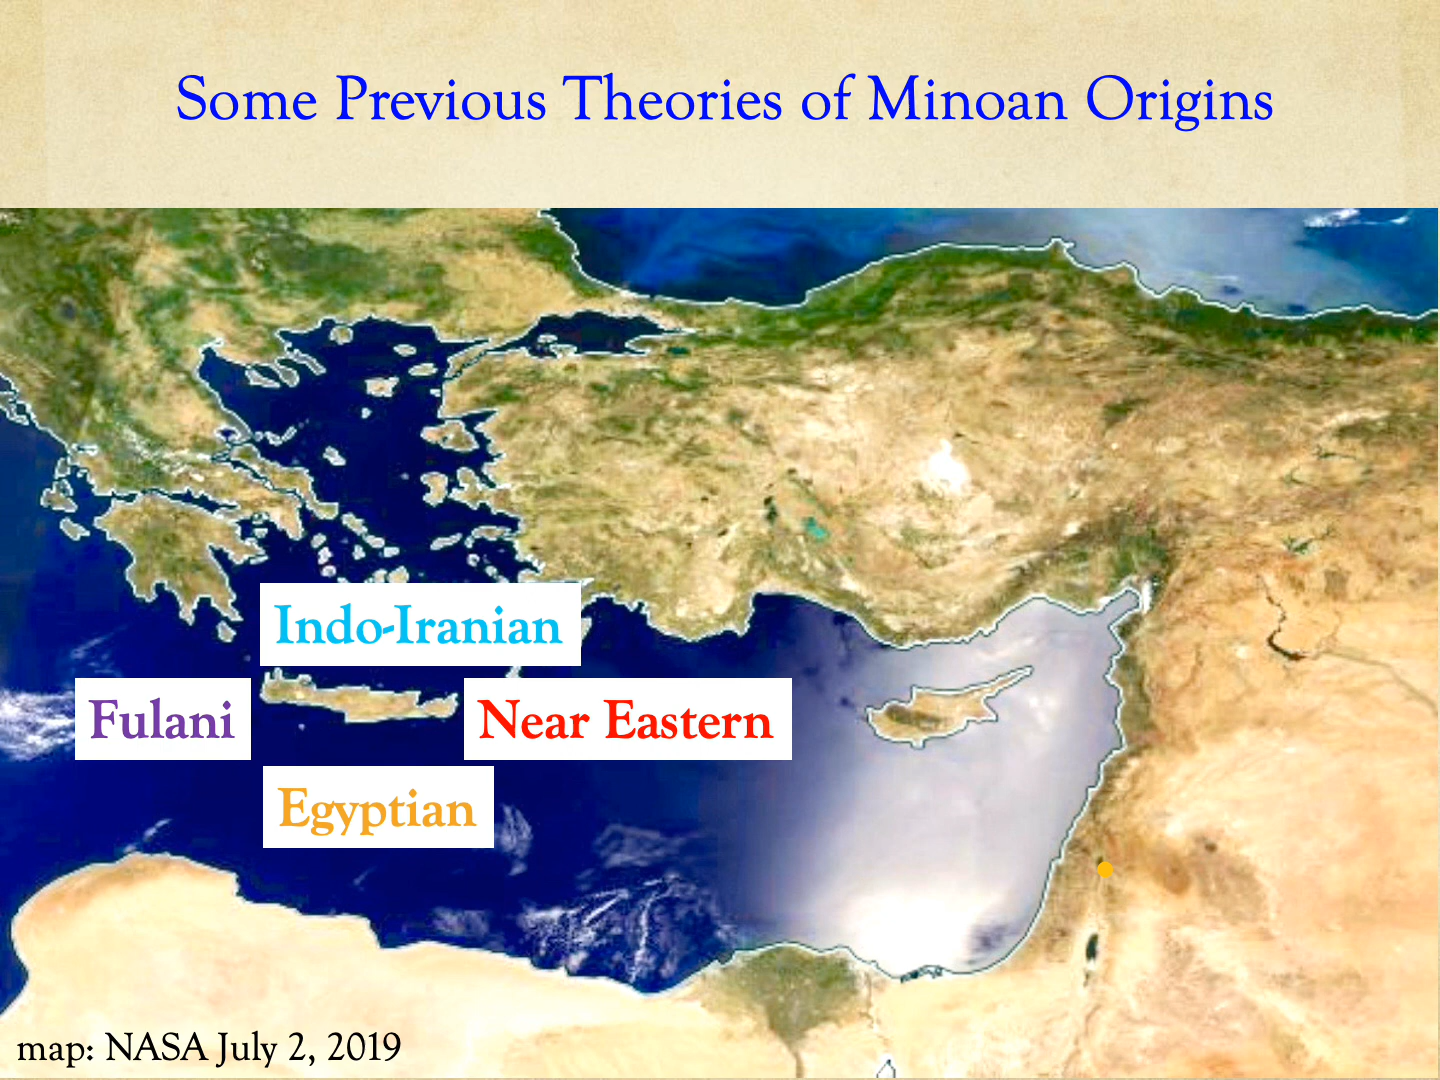 Some Previous Theories of Minoan Origins
Indo-Iranian
Fulani
Near Eastern
Egyptian
map: NASA July 2, 2019